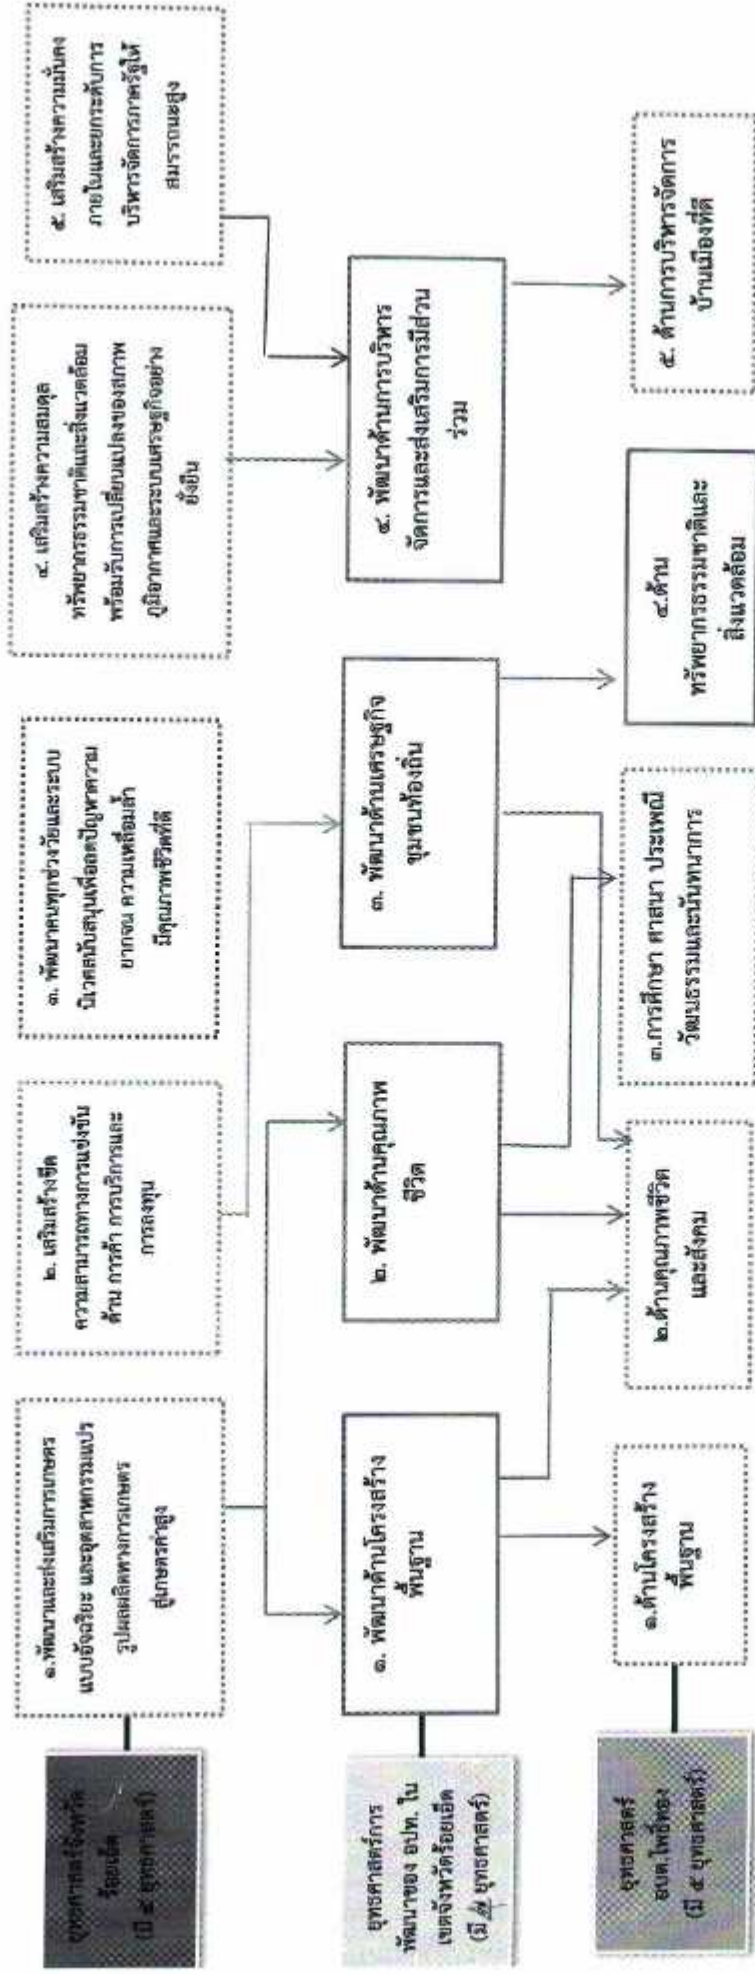 ยุทธศาสตร์จังหวัด
ร้อยเอ็ด
(มี ๕ ยุทธศาสตร์)
๑.พัฒนาและส่งเสริมการเกษตร
แบบอัจฉริยะ และอุตสาหกรรมแปร
รูปผลผลิตทางการเกษตร
สู่เกษตรค่าสูง
๒. เสริมสร้างขีด
ความสามารถทางการแข่งขัน
ด้าน การค้า การบริการและ
การลงทุน
๓. พัฒนาคนทุกช่วงวัยและระบบ
นิเวศสนับสนุนเพื่อลดปัญหาความ
ยากจน ความเหลื่อมล้ำ
มีคุณภาพชีวิตที่ดี
๔. เสริมสร้างความสมดุล
ทรัพยากรธรรมชาติและสิ่งแวดล้อม
พร้อมรับการเปลี่ยนแปลงของสภาพ
ภูมิอากาศและระบบเศรษฐกิจอย่าง
ยั่งยืน
๕. เสริมสร้างความมั่นคง
ภายในและยกระดับการ
บริหารจัดการภาครัฐให้
สมรรถนะสูง
ยุทธศาสตร์การ
พัฒนาของ อปท. ใน
เขตจังหวัดร้อยเอ็ด
(มี ยุทธศาสตร์)
๑. พัฒนาด้านโครงสร้าง
พื้นฐาน
๒. พัฒนาด้านคุณภาพ
ชีวิต
๓. พัฒนาด้านเศรษฐกิจ
ชุมชนท้องถิ่น
๔. พัฒนาด้านการบริหาร
จัดการและส่งเสริมการมีส่วน
ร่วม
ยุทธศาสตร์
อบต.โพธิ์ทอง
(มี ๕ ยุทธศาสตร์)
๑.ด้านโครงสร้าง
พื้นฐาน
๒.ด้านคุณภาพชีวิต
และสังคม
๓.การศึกษา ศาสนา ประเพณี
วัฒนธรรมและนันทนาการ
๔.ด้าน
ทรัพยากรธรรมชาติและ
สิ่งแวดล้อม
๕. ด้านการบริหารจัดการ
บ้านเมืองที่ดี